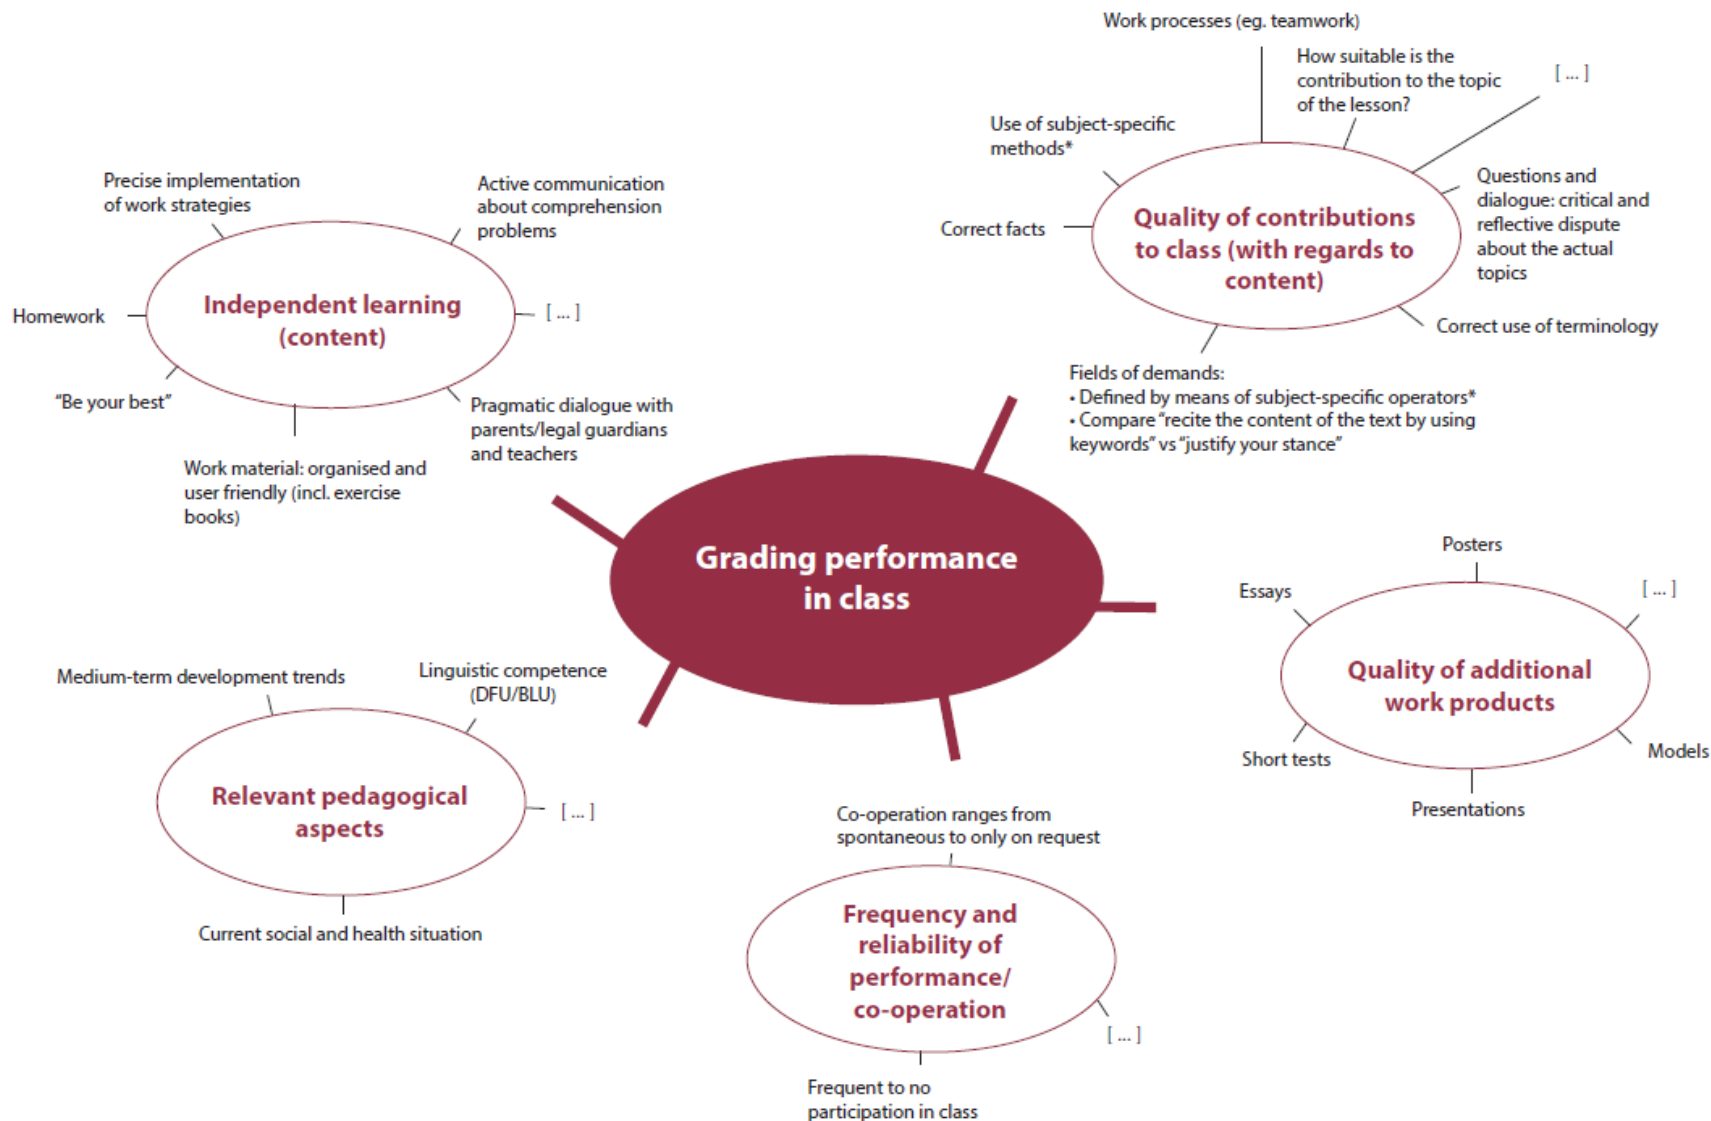 Work processes (eg. teamwork)
How suitable is the
contribution to the topic
of the lesson?
[ ... ]
Use of subject-specific
methods*
Correct facts
Quality of contributions
to class (with regards to
content)
Questions and
dialogue: critical and
reflective dispute
about the actual
topics
Correct use of terminology
Fields of demands:
• Defined by means of subject-specific operators*
• Compare “recite the content of the text by using
keywords” vs “justify your stance”
Precise implementation
of work strategies
Active communication
about comprehension
problems
Homework
Independent learning
(content)
[ ... ]
“Be your best”
Pragmatic dialogue with
parents/legal guardians
and teachers
Work material: organised and
user friendly (incl. exercise
books)
Grading performance
in class
Posters
Essays
[ ... ]
Quality of additional
work products
Short tests
Models
Presentations
Medium-term development trends
Linguistic competence
(DFU/BLU)
Relevant pedagogical
aspects
[ ... ]
Current social and health situation
Co-operation ranges from
spontaneous to only on request
Frequency and
reliability of
performance/
co-operation
[ ... ]
Frequent to no
participation in class